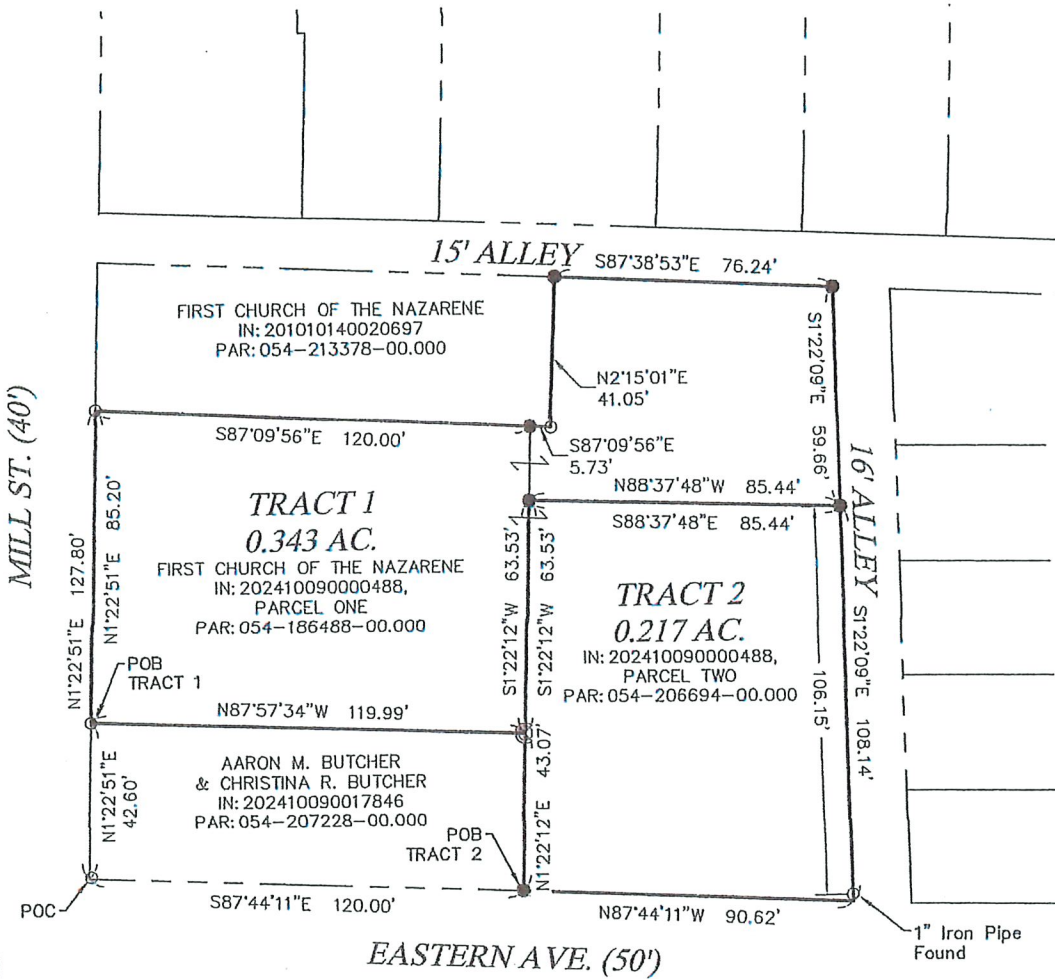 15' ALLEY
S87°38'53"E 76.24'
FIRST CHURCH OF THE NAZARENE
IN: 201010140020697
PAR: 054-213378-00.000
N2°15'01"E
41.05'
S1°22'09"E 59.66'
MILL ST. (40')
S87°09'56"E 120.00'
S87°09'56"E
5.73'
N88°37'48"W 85.44'
S88°37'48"E 85.44'
16' ALLEY
N1°22'51"E 127.80'
N1°22'51"E 85.20'
TRACT 1
0.343 AC.
FIRST CHURCH OF THE NAZARENE
IN: 202410090000488,
PARCEL ONE
PAR: 054-186488-00.000
S1°22'12"W 63.53'
S1°22'12"W 63.53'
TRACT 2
0.217 AC.
IN: 202410090000488,
PARCEL TWO
PAR: 054-206694-00.000
106.15'
S1°22'09"E 108.14'
POB
TRACT 1
N87°57'34"W 119.99'
N1°22'51"E
42.60'
AARON M. BUTCHER
& CHRISTINA R. BUTCHER
IN: 202410090017846
PAR: 054-207228-00.000
N1°22'12"E 43.07
POB
TRACT 2
POC
S87°44'11"E 120.00'
N87°44'11"W 90.62'
1" Iron Pipe
Found
EASTERN AVE. (50')